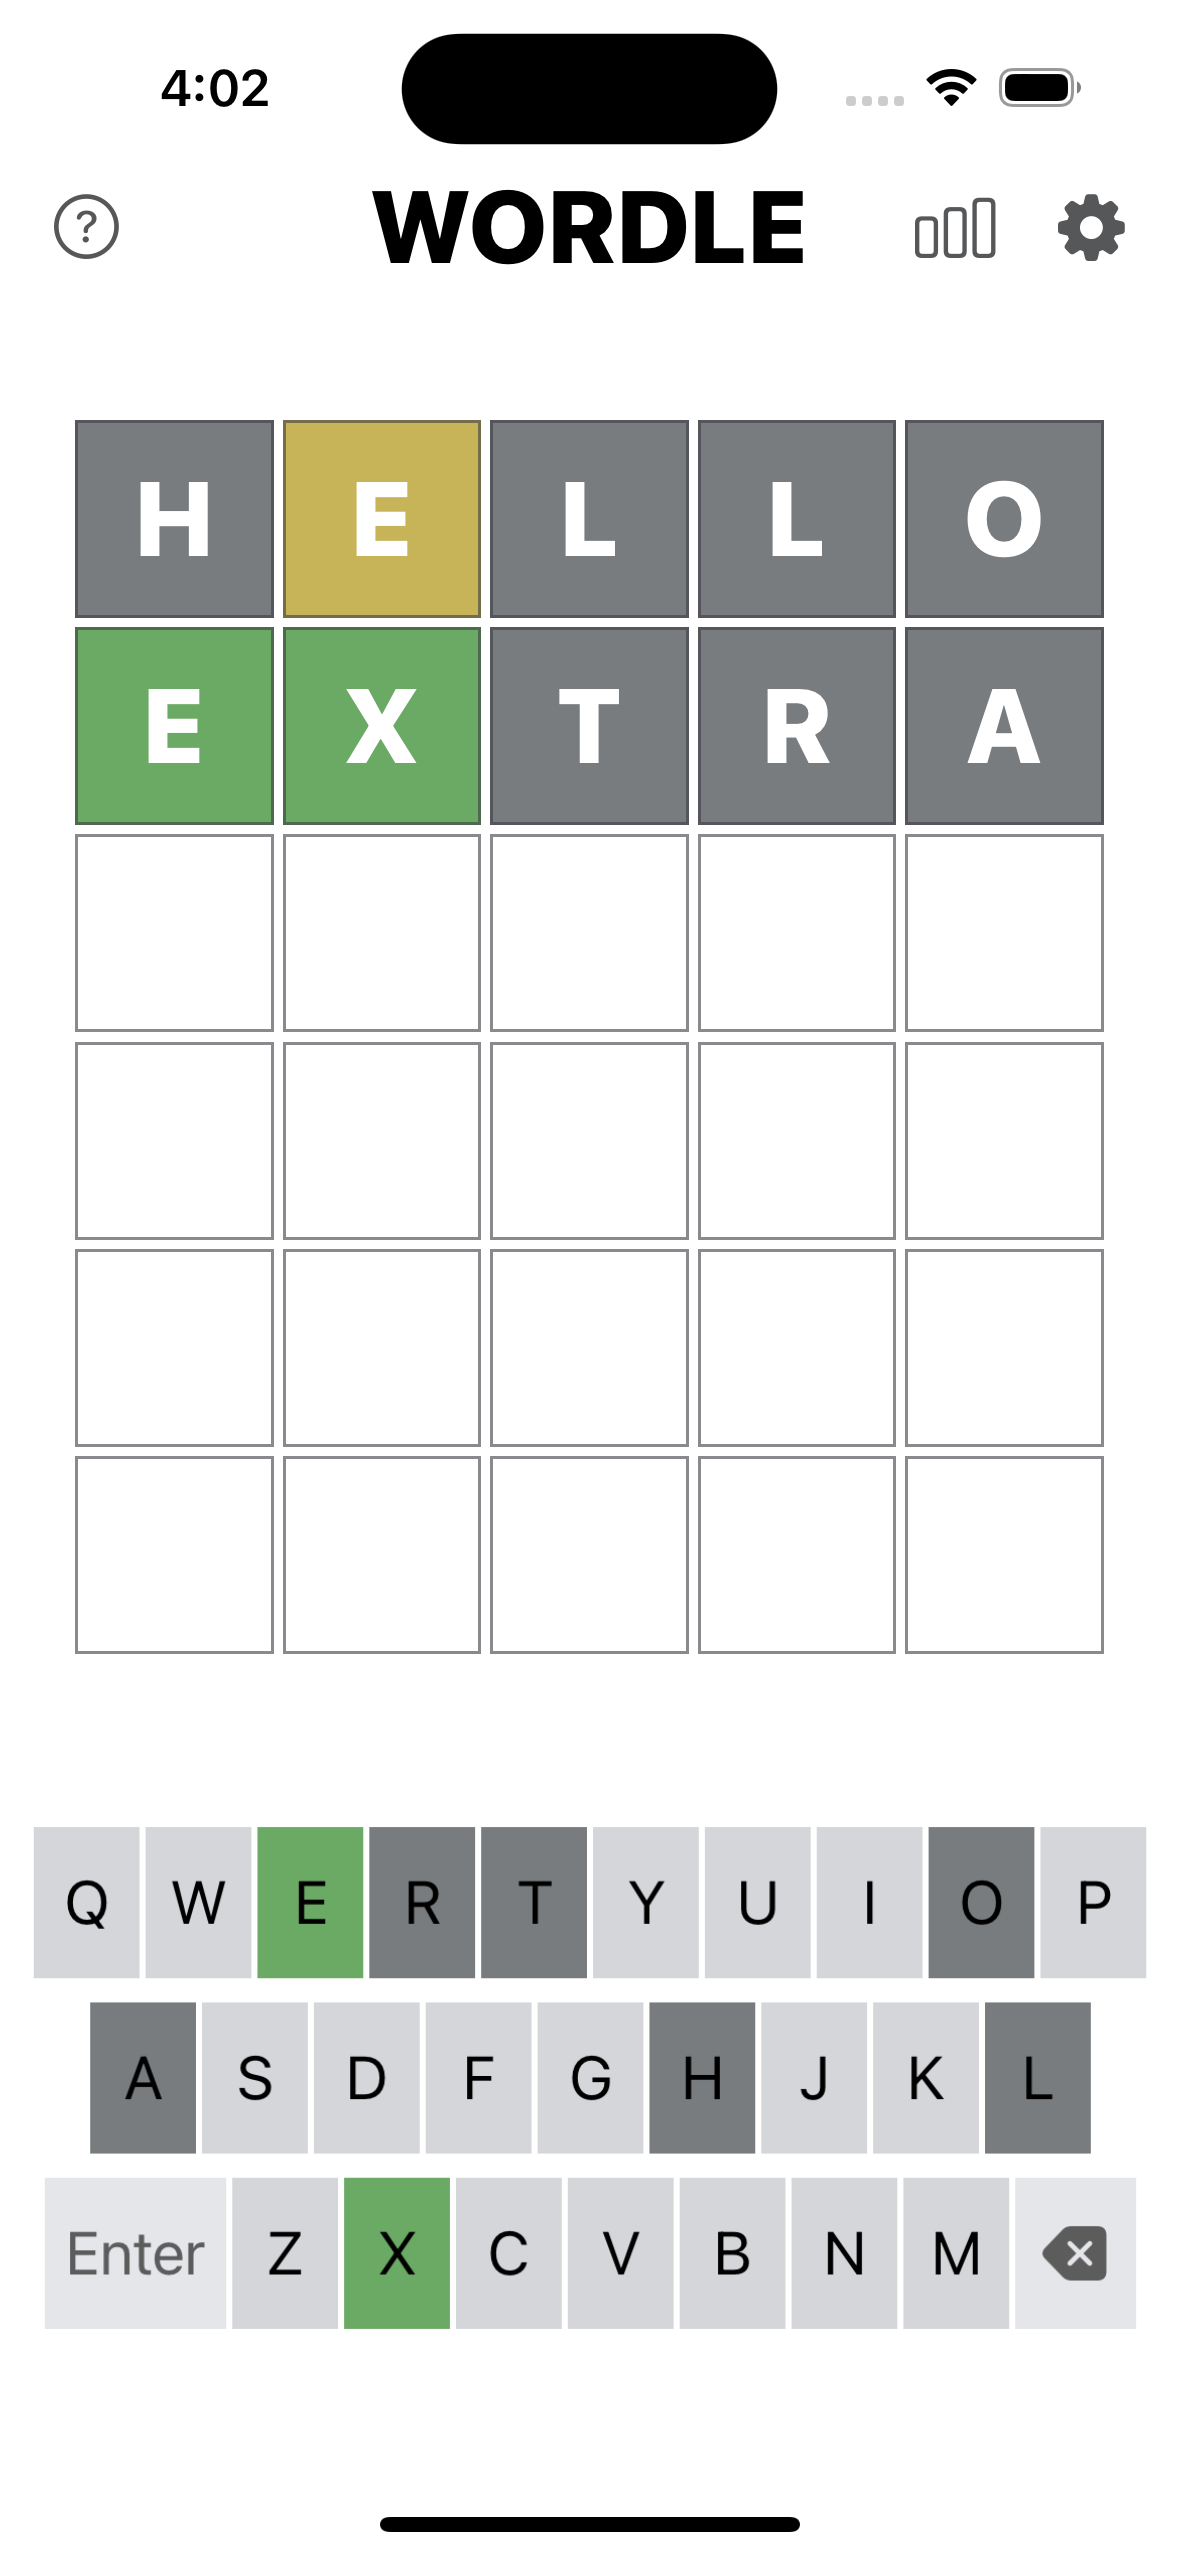 4:02
? WORDLE
H E L L O
E X T R A
Q W E R T Y U I O P
A S D F G H J K L
Enter Z X C V B N M